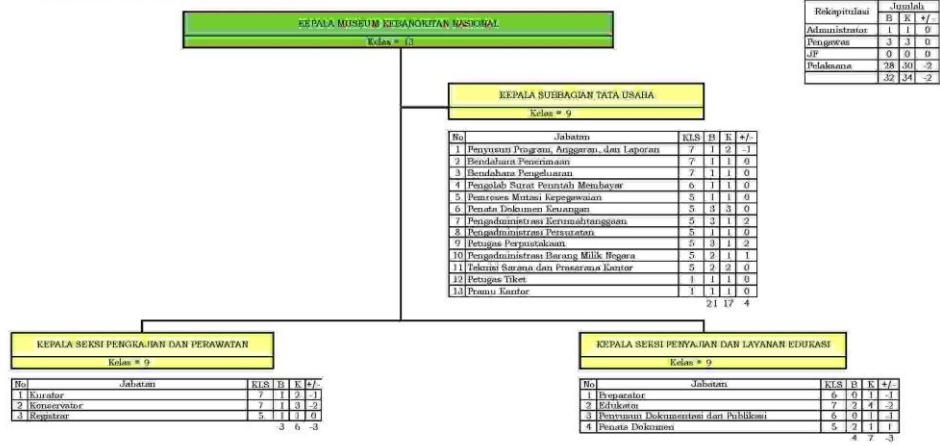 KEPALA MUSEUM KEBANGKITAN NASIONAL
Kelas = 13
Rekapitulasi Jumlah
B K +/-
Administrator 1 1 0
Pengawas 3 3 0
JF 0 0 0
Pelaksana 28 30 -2
32 34 -2
KEPALA SUBBAGIAN TATA USAHA
Kelas = 9
No Jabatan KLS B K +/-
1 Penyusun Program, Anggaran, dan Laporan 7 1 2 -1
2 Bendahara Penerimaan 7 1 1 0
3 Bendahara Pengeluaran 7 1 1 0
4 Pengolah Surat Perintah Membayar 6 1 1 0
5 Pemroses Mutasi Kepegawaian 5 1 1 0
6 Penata Dokumen Keuangan 5 3 3 0
7 Pengadministrasi Kerumahtanggaan 5 3 1 2
8 Pengadministrasi Persuratan 5 1 1 0
9 Petugas Perpustakaan 5 3 1 2
10 Pengadministrasi Barang Milik Negara 5 2 1 1
11 Teknisi Sarana dan Prasarana Kantor 5 2 2 0
12 Petugas Tiket 1 1 1 0
13 Pramu Kantor 1 1 1 0
21 17 4
KEPALA SEKSI PENGKAJIAN DAN PERAWATAN
Kelas = 9
No Jabatan KLS B K +/-
1 Kurator 7 1 2 -1
2 Konservator 7 1 3 -2
3 Registrar 5 1 1 0
3 6 -3
KEPALA SEKSI PENYAJIAN DAN LAYANAN EDUKASI
Kelas = 9
No Jabatan KLS B K +/-
1 Preparator 6 0 1 -1
2 Edukator 7 2 4 -2
3 Penyusun Dokumentasi dan Publikasi 6 0 1 -1
4 Penata Dokumen 5 2 1 1
4 7 -3